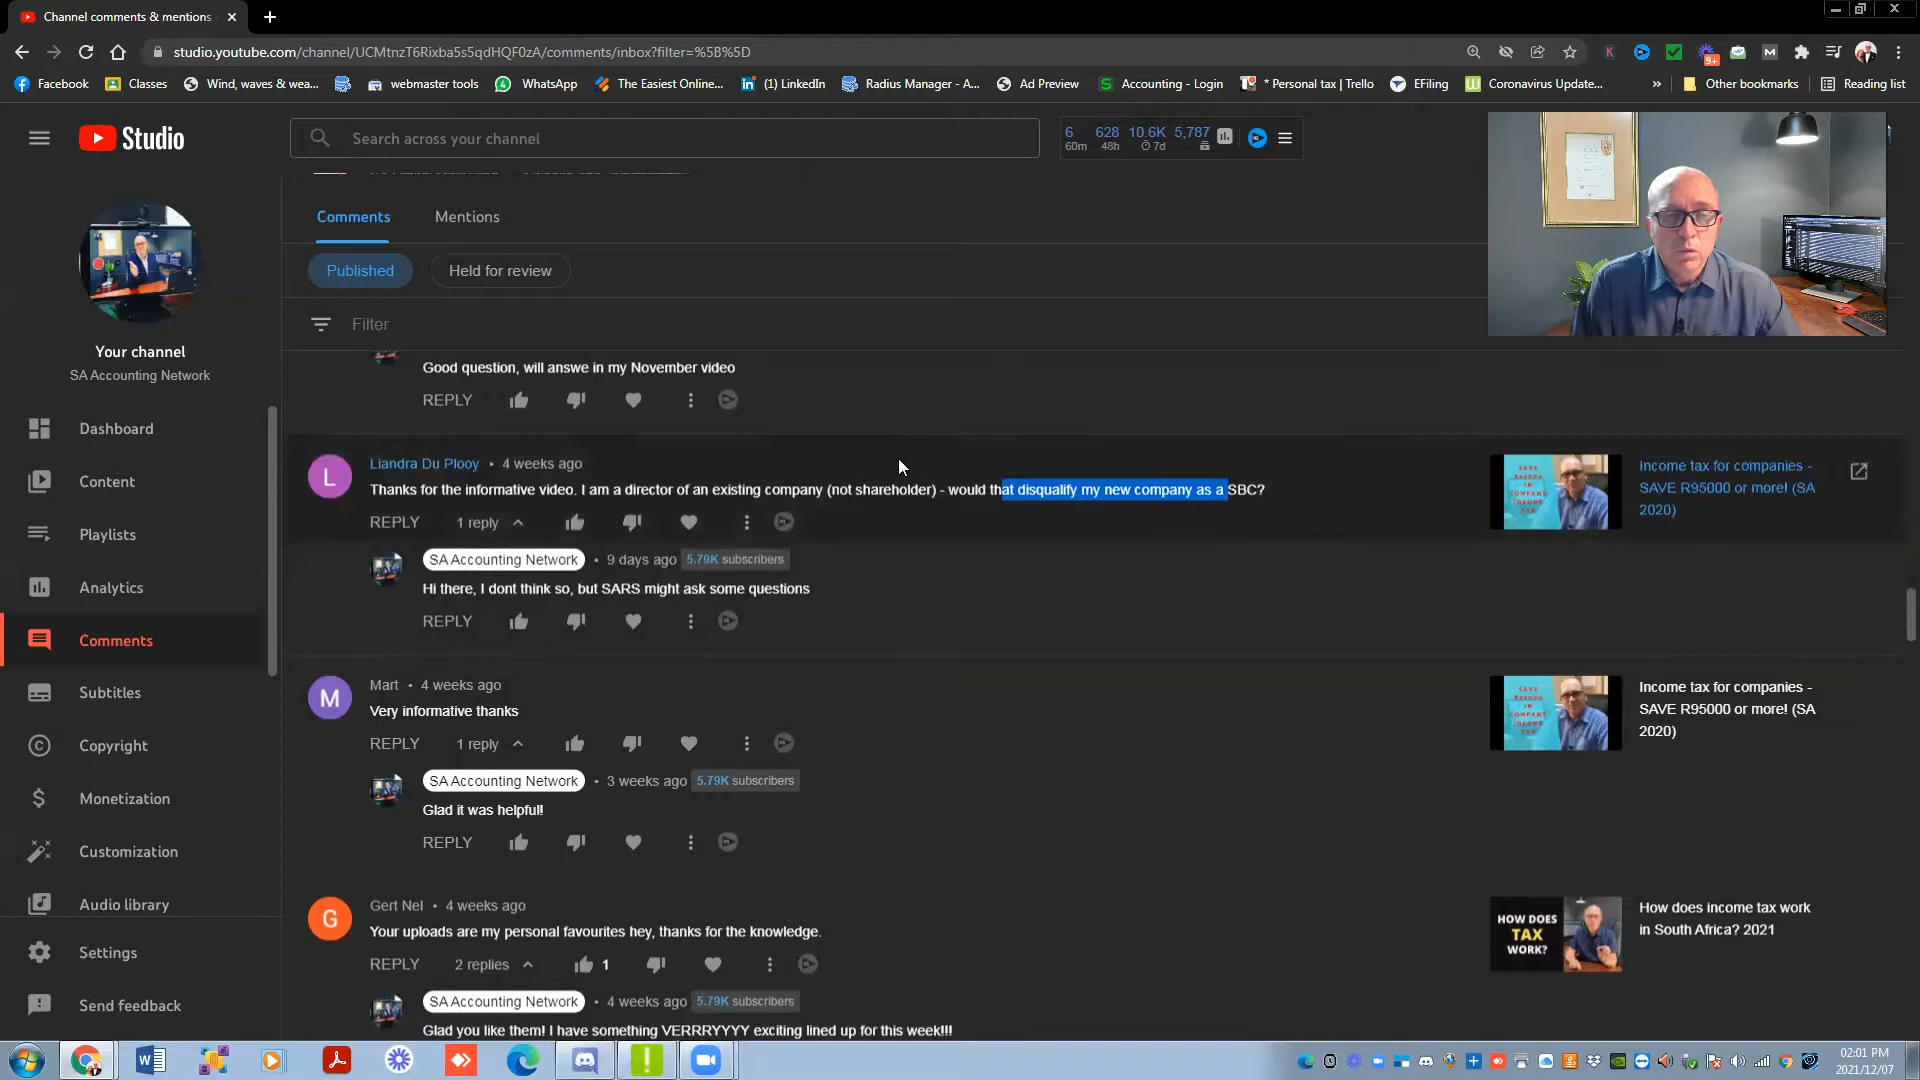 Channel comments & mentions
studio.youtube.com/channel/UCMtnzT6Rixba5s5qdHQF0zA/comments/inbox?filter=%5B%5D
Facebook
Classes
Wind, waves & wea...
webmaster tools
WhatsApp
The Easiest Online...
(1) LinkedIn
Radius Manager - A...
Ad Preview
Accounting - Login
* Personal tax | Trello
EFiling
Coronavirus Update...
»
Other bookmarks
Reading list
Studio
Search across your channel
6 628 10.6K 5,787
60m 48h 7d
Comments
Mentions
Published
Held for review
Filter
Your channel
SA Accounting Network
Dashboard
Content
Playlists
Analytics
Comments
Subtitles
Copyright
Monetization
Customization
Audio library
Settings
Send feedback
Good question, will answe in my November video
REPLY
Liandra Du Plooy • 4 weeks ago
Thanks for the informative video. I am a director of an existing company (not shareholder) - would that disqualify my new company as a SBC?
REPLY 1 reply
Income tax for companies -
SAVE R95000 or more! (SA
2020)
SA Accounting Network • 9 days ago 5.79K subscribers
Hi there, I dont think so, but SARS might ask some questions
REPLY
Mart • 4 weeks ago
Very informative thanks
REPLY 1 reply
Income tax for companies -
SAVE R95000 or more! (SA
2020)
SA Accounting Network • 3 weeks ago 5.79K subscribers
Glad it was helpful!
REPLY
Gert Nel • 4 weeks ago
Your uploads are my personal favourites hey, thanks for the knowledge.
REPLY 2 replies 1
HOW DOES
TAX
WORK?
How does income tax work
in South Africa? 2021
SA Accounting Network • 4 weeks ago 5.79K subscribers
Glad you like them! I have something VERRRYYYY exciting lined up for this week!!!
02:01 PM
2021/12/07